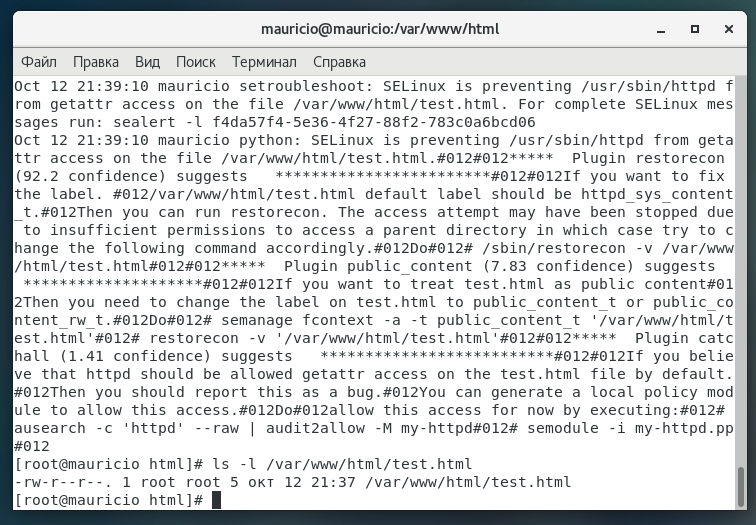 mauricio@mauricio:/var/www/html
Файл Правка Вид Поиск Терминал Справка
Oct 12 21:39:10 mauricio setroubleshoot: SELinux is preventing /usr/sbin/httpd f
rom getattr access on the file /var/www/html/test.html. For complete SELinux mes
sages run: sealert -l f4da57f4-5e36-4f27-88f2-783c0a6bcd06
Oct 12 21:39:10 mauricio python: SELinux is preventing /usr/sbin/httpd from geta
ttr access on the file /var/www/html/test.html.#012#012*****  Plugin restorecon
(92.2 confidence) suggests   ************************#012#012If you want to fix
the label. #012/var/www/html/test.html default label should be httpd_sys_content
_t.#012Then you can run restorecon. The access attempt may have been stopped due
 to insufficient permissions to access a parent directory in which case try to c
hange the following command accordingly.#012Do#012# /sbin/restorecon -v /var/www
/html/test.html#012#012*****  Plugin public_content (7.83 confidence) suggests
 ********************#012#012If you want to treat test.html as public content#01
2Then you need to change the label on test.html to public_content_t or public_co
ntent_rw_t.#012Do#012# semanage fcontext -a -t public_content_t '/var/www/html/t
est.html'#012# restorecon -v '/var/www/html/test.html'#012#012*****  Plugin catc
hall (1.41 confidence) suggests   **************************#012#012If you belie
ve that httpd should be allowed getattr access on the test.html file by default.
#012Then you should report this as a bug.#012You can generate a local policy mod
ule to allow this access.#012Do#012allow this access for now by executing:#012#
ausearch -c 'httpd' --raw | audit2allow -M my-httpd#012# semodule -i my-httpd.pp
#012
[root@mauricio html]# ls -l /var/www/html/test.html
-rw-r--r--. 1 root root 5 окт 12 21:37 /var/www/html/test.html
[root@mauricio html]#